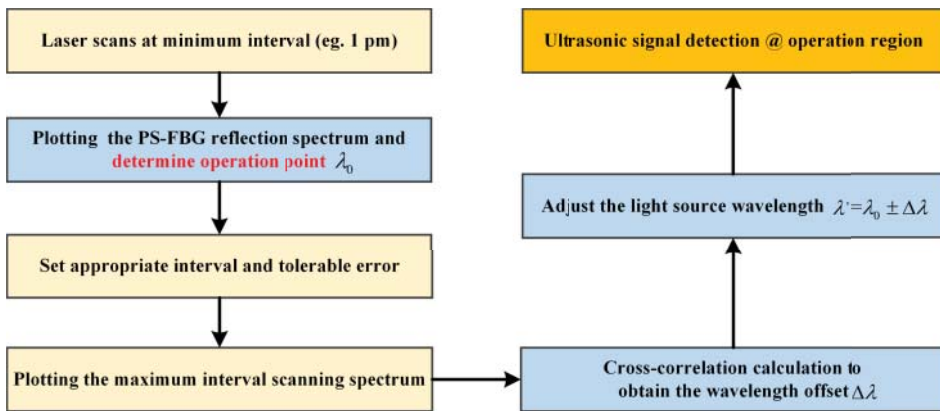 Laser scans at minimum interval (eg. 1 pm)
Plotting the PS-FBG reflection spectrum and
determine operation point λ₀
Set appropriate interval and tolerable error
Plotting the maximum interval scanning spectrum
Cross-correlation calculation to
obtain the wavelength offset Δλ
Adjust the light source wavelength λ'=λ₀ ± Δλ
Ultrasonic signal detection @ operation region